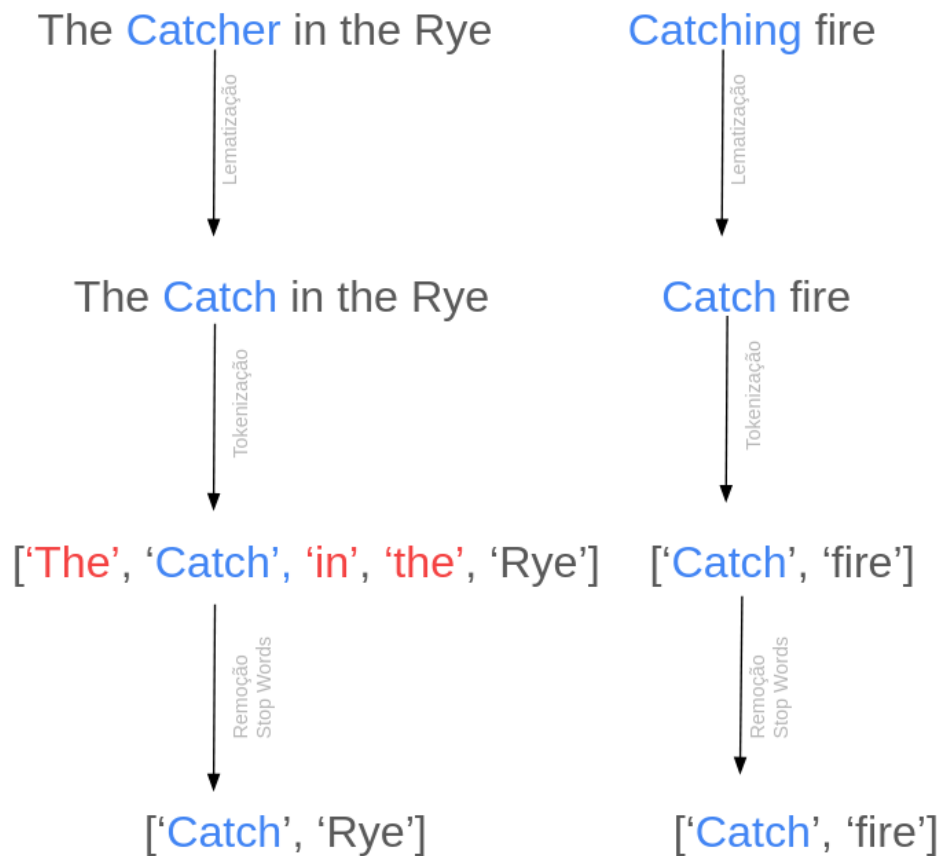 The Catcher in the Rye
Catching fire
Lematização
Lematização
The Catch in the Rye
Catch fire
Tokenização
Tokenização
[‘The’, ‘Catch’, ‘in’, ‘the’, ‘Rye’]
[‘Catch’, ‘fire’]
Remoção
Stop Words
Remoção
Stop Words
[‘Catch’, ‘Rye’]
[‘Catch’, ‘fire’]